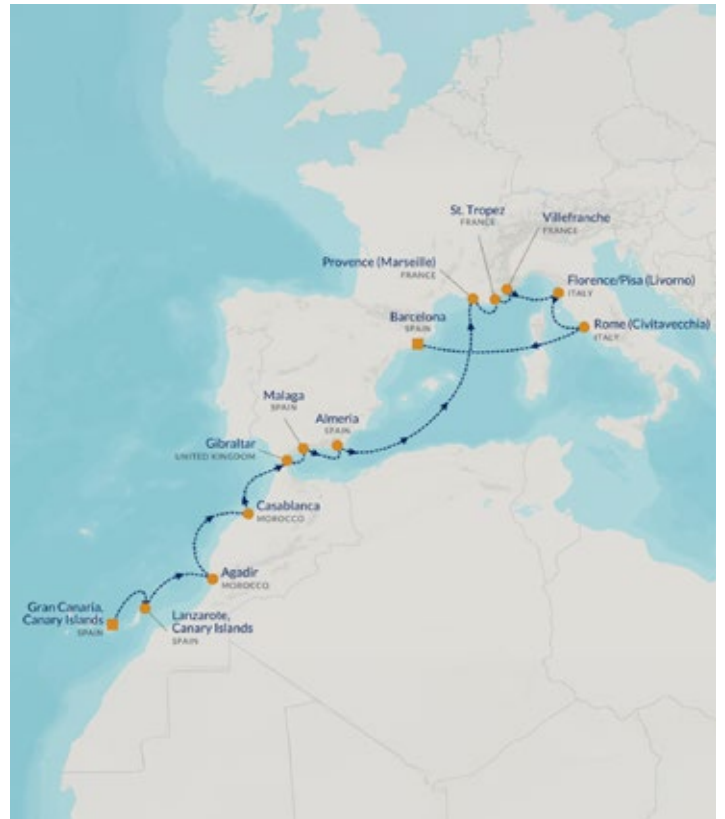 St. Tropez
FRANCE
Villefranche
FRANCE
Provence (Marseille)
FRANCE
Florence/Pisa (Livorno)
ITALY
Barcelona
SPAIN
Rome (Civitavecchia)
ITALY
Malaga
SPAIN
Almeria
SPAIN
Gibraltar
UNITED KINGDOM
Casablanca
MOROCCO
Agadir
MOROCCO
Gran Canaria,
Canary Islands
SPAIN
Lanzarote,
Canary Islands
SPAIN